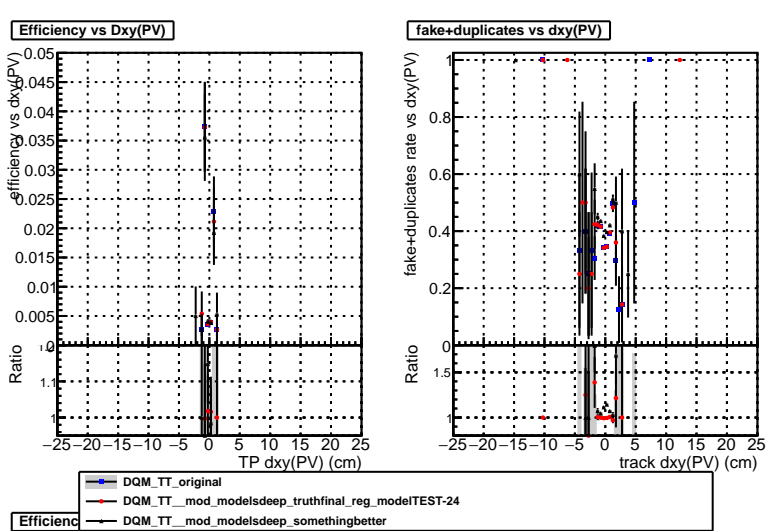 Efficiency vs Dxy(PV)
fake+duplicates vs dxy(PV)
efficiency vs dxy(PV)
0.05
0.045
0.04
0.035
0.03
0.025
0.02
0.015
0.01
0.005
0
Ratio
1.1
1
−25 −20 −15 −10 −5 0 5 10 15 20 25
TP dxy(PV) (cm)
fake+duplicates rate vs dxy(PV)
1
0.8
0.6
0.4
0.2
0
Ratio
1.5
1
−25 −20 −15 −10 −5 0 5 10 15 20 25
track dxy(PV) (cm)
DQM_TT_original
DQM_TT__mod_modelsdeep_truthfinal_reg_modelTEST-24
DQM_TT__mod_modelsdeep_somethingbetter
Efficienc